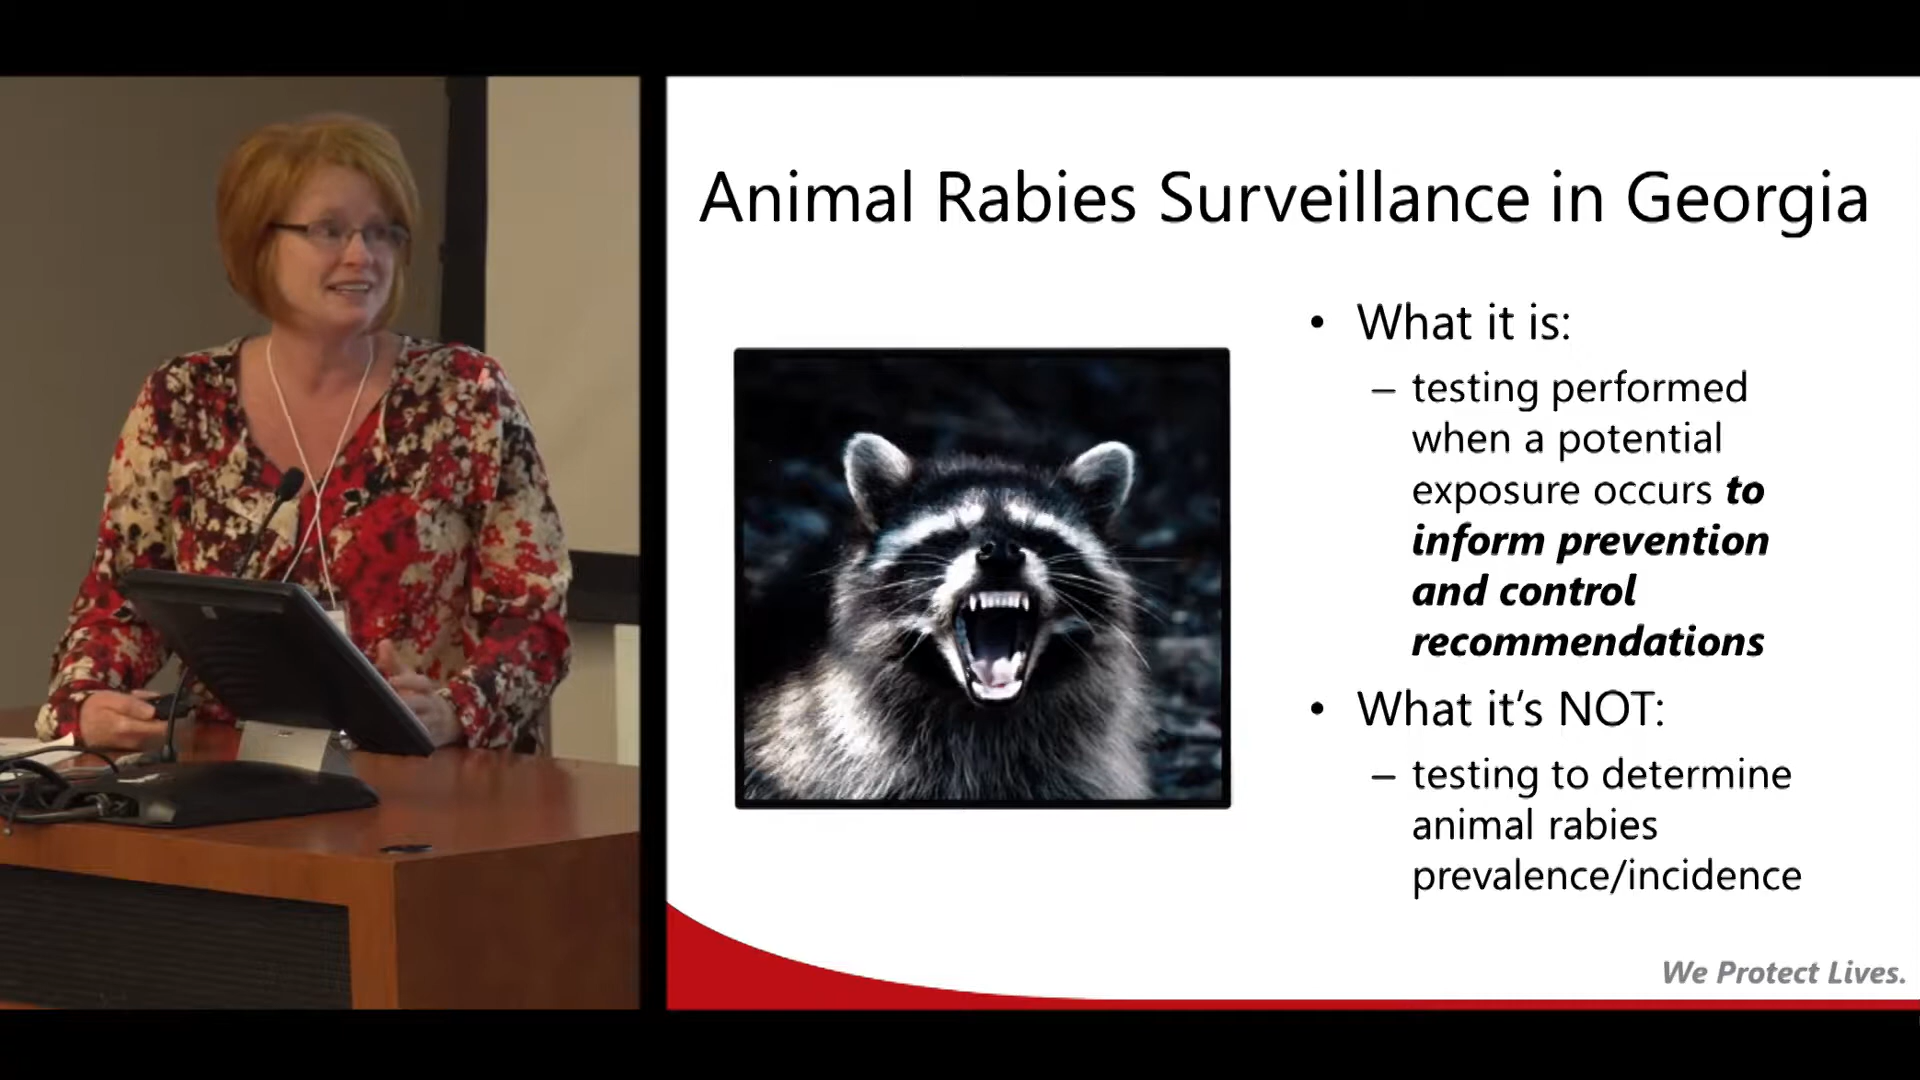 Animal Rabies Surveillance in Georgia
• What it is:
– testing performed
when a potential
exposure occurs to
inform prevention
and control
recommendations
• What it's NOT:
– testing to determine
animal rabies
prevalence/incidence
We Protect Lives.